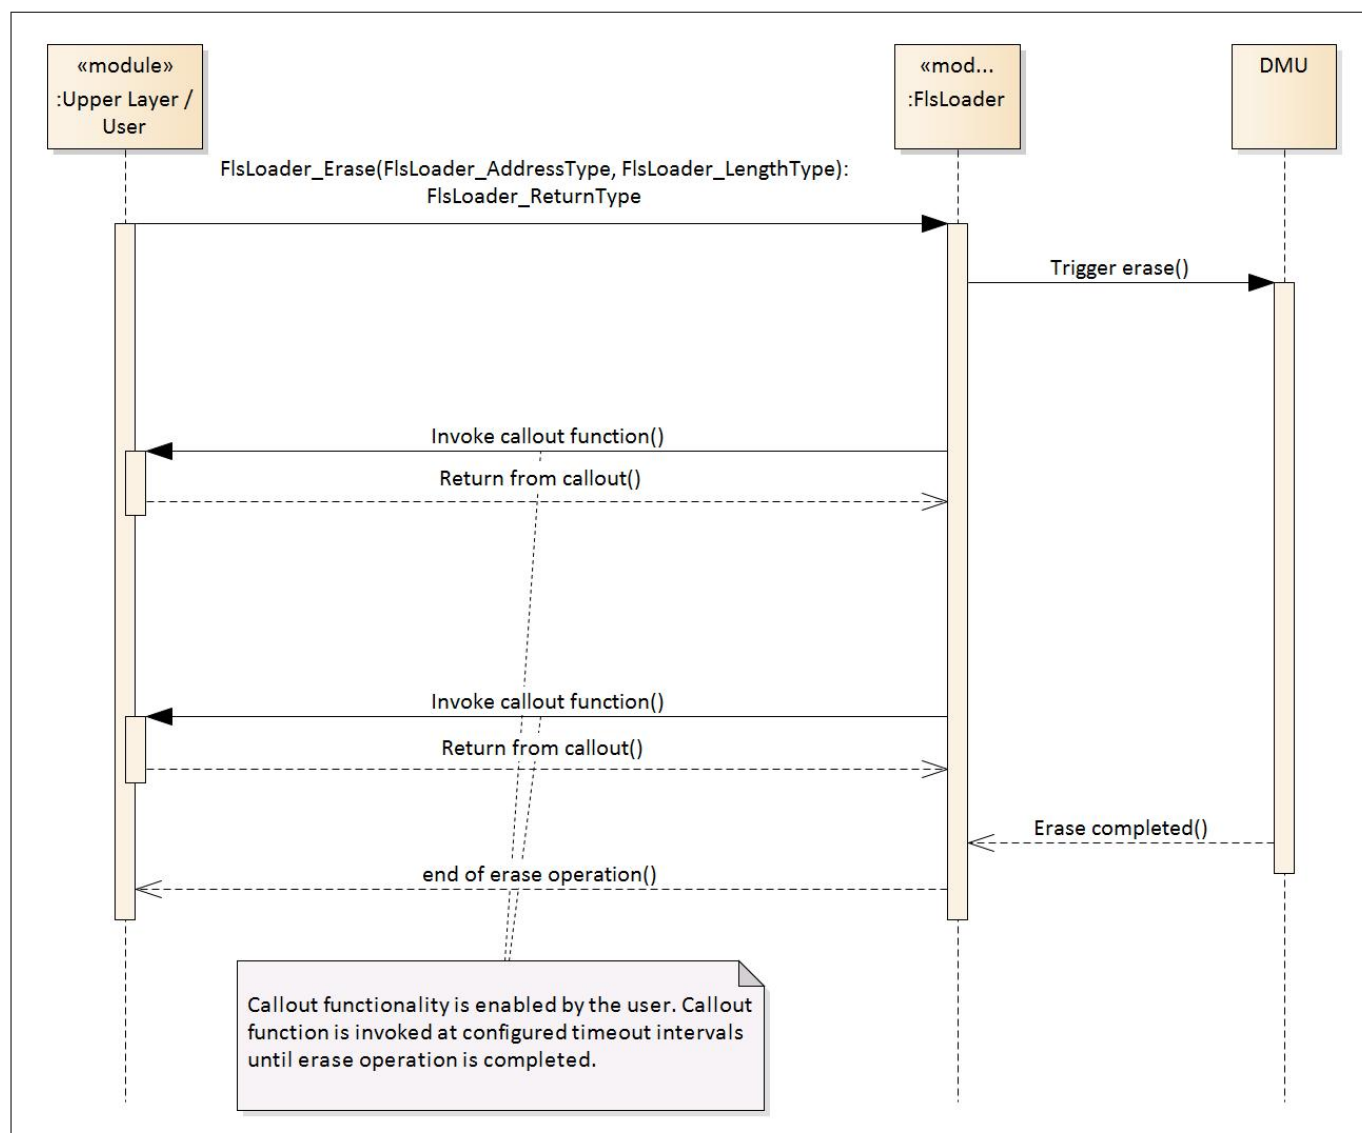 «module»
:Upper Layer /
User
«mod...
:FlsLoader
DMU
FlsLoader_Erase(FlsLoader_AddressType, FlsLoader_LengthType):
FlsLoader_ReturnType
Trigger erase()
Invoke callout function()
Return from callout()
Invoke callout function()
Return from callout()
Erase completed()
end of erase operation()
Callout functionality is enabled by the user. Callout
function is invoked at configured timeout intervals
until erase operation is completed.